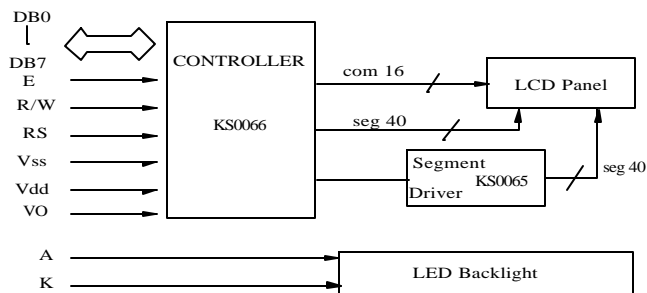 DB0
DB7
E
R/W
RS
Vss
Vdd
VO
CONTROLLER
KS0066
com 16
seg 40
LCD Panel
Segment
Driver KS0065
seg 40
A
K
LED Backlight